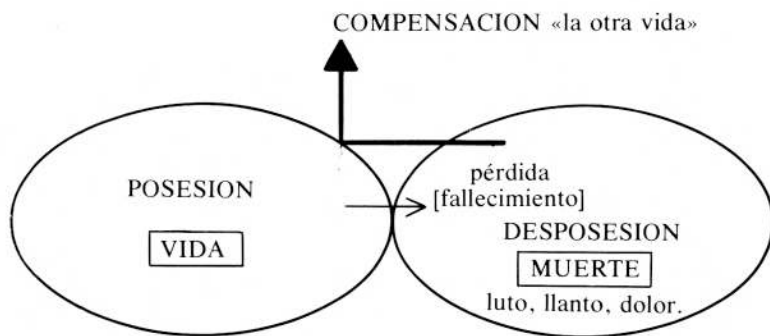 COMPENSACION «la otra vida»
POSESION
VIDA
pérdida
[fallecimiento]
DESPOSESION
MUERTE
luto, llanto, dolor.